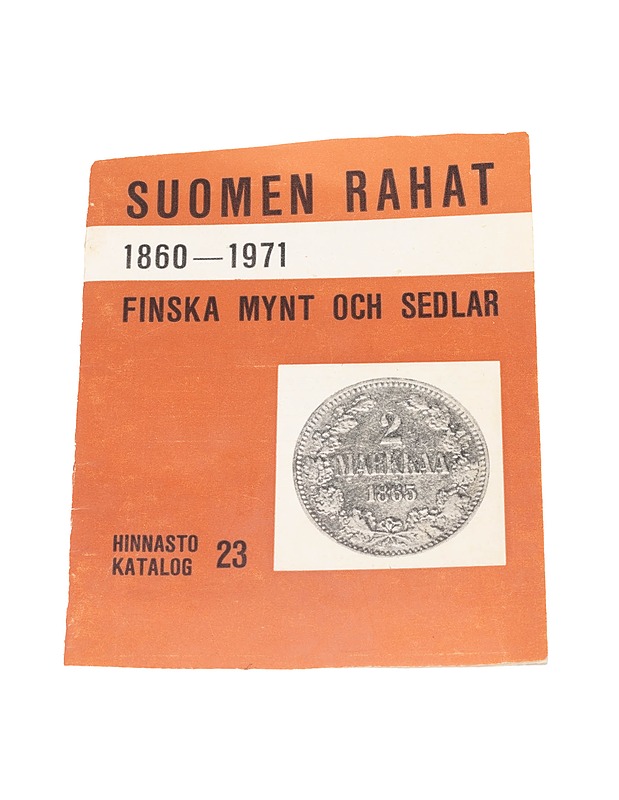 SUOMEN RAHAT
1860—1971
FINSKA MYNT OCH SEDLAR
2
MARKKAA
1865
HINNASTO
KATALOG 23